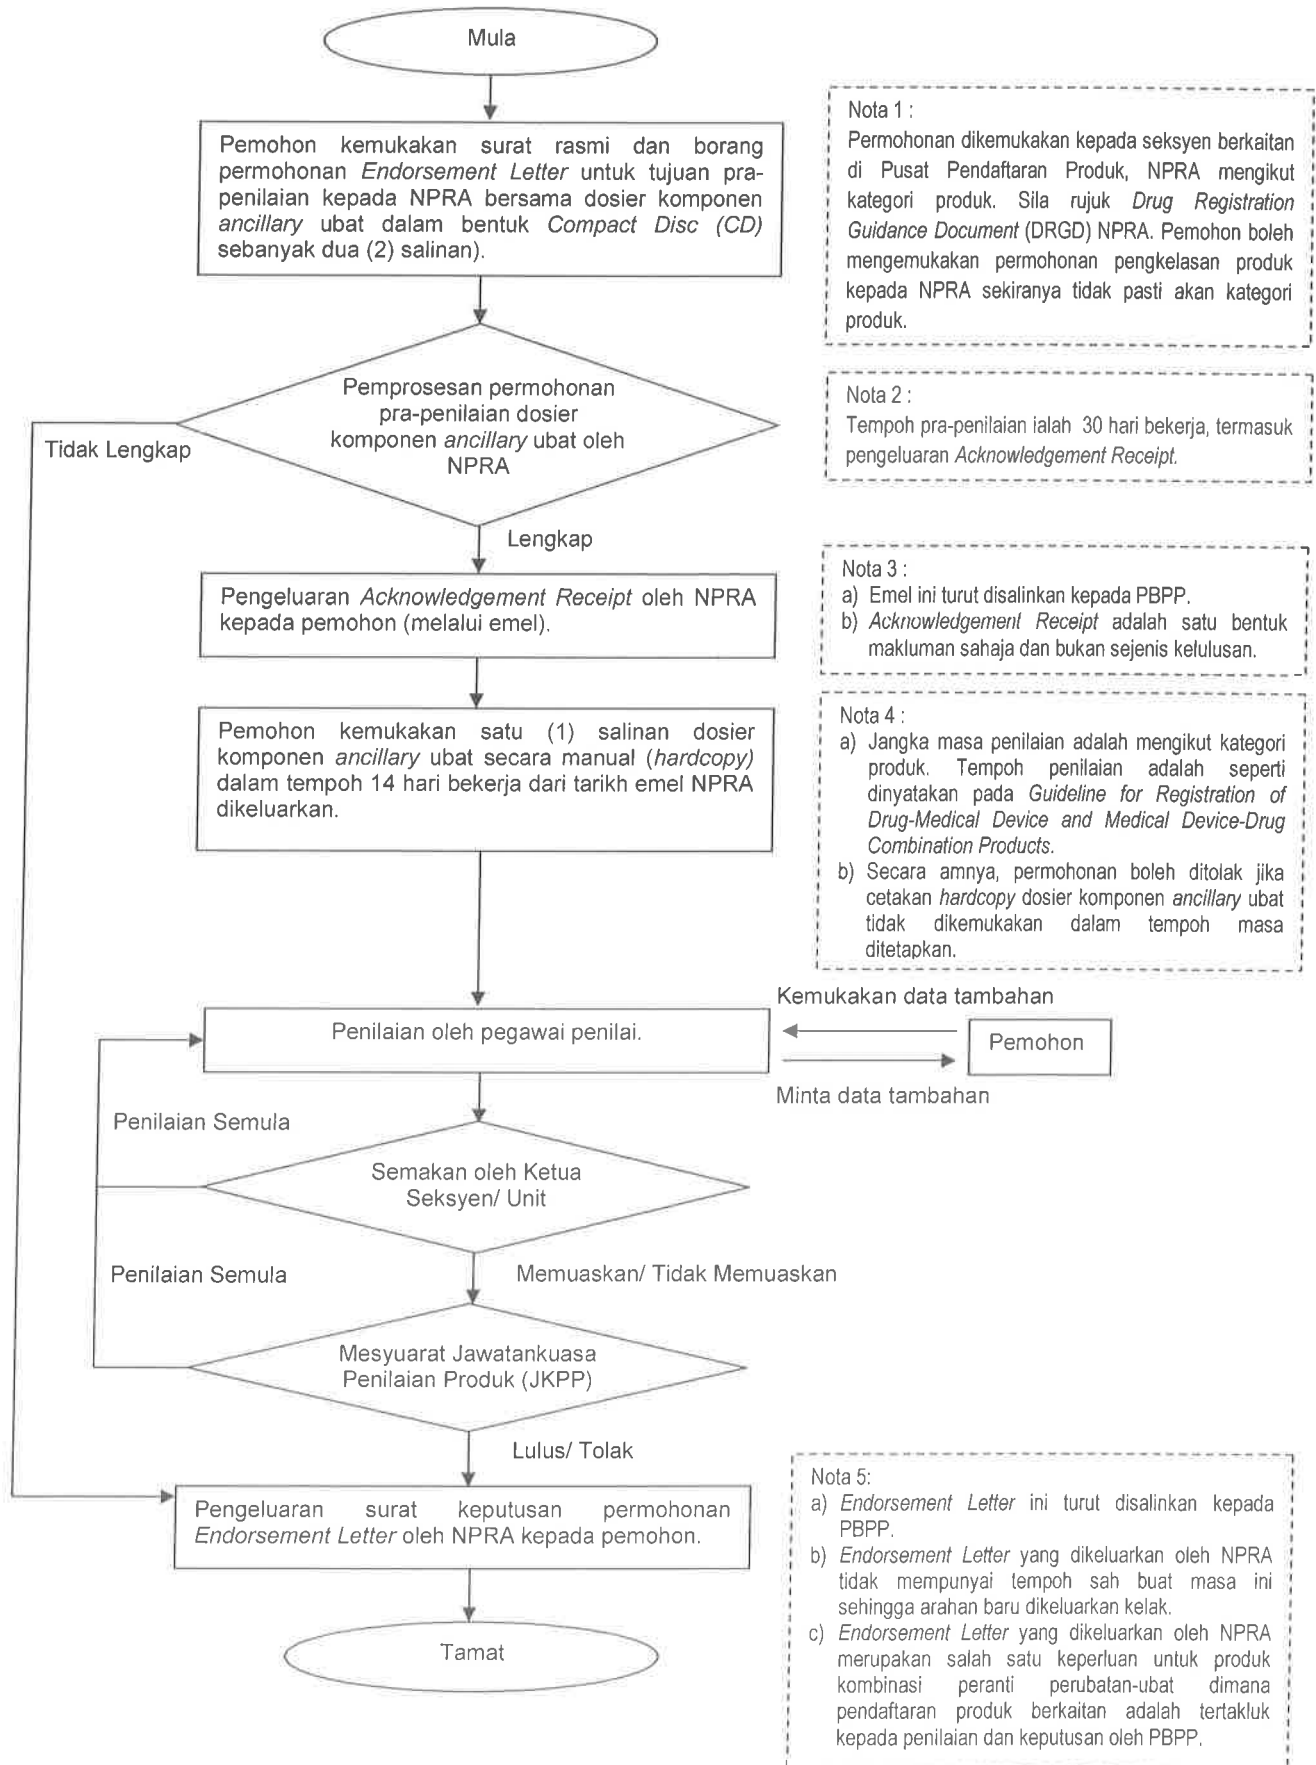 Mula
Pemohon kemukakan surat rasmi dan borang
permohonan Endorsement Letter untuk tujuan pra-
penilaian kepada NPRA bersama dosier komponen
ancillary ubat dalam bentuk Compact Disc (CD)
sebanyak dua (2) salinan).
Nota 1 :
Permohonan dikemukakan kepada seksyen berkaitan
di Pusat Pendaftaran Produk, NPRA mengikut
kategori produk. Sila rujuk Drug Registration
Guidance Document (DRGD) NPRA. Pemohon boleh
mengemukakan permohonan pengkelasan produk
kepada NPRA sekiranya tidak pasti akan kategori
produk.
Pemprosesan permohonan
pra-penilaian dosier
komponen ancillary ubat oleh
NPRA
Tidak Lengkap
Nota 2 :
Tempoh pra-penilaian ialah 30 hari bekerja, termasuk
pengeluaran Acknowledgement Receipt.
Lengkap
Pengeluaran Acknowledgement Receipt oleh NPRA
kepada pemohon (melalui emel).
Nota 3 :
a) Emel ini turut disalinkan kepada PBPP.
b) Acknowledgement Receipt adalah satu bentuk
makluman sahaja dan bukan sejenis kelulusan.
Pemohon kemukakan satu (1) salinan dosier
komponen ancillary ubat secara manual (hardcopy)
dalam tempoh 14 hari bekerja dari tarikh emel NPRA
dikeluarkan.
Nota 4 :
a) Jangka masa penilaian adalah mengikut kategori
produk. Tempoh penilaian adalah seperti
dinyatakan pada Guideline for Registration of
Drug-Medical Device and Medical Device-Drug
Combination Products.
b) Secara amnya, permohonan boleh ditolak jika
cetakan hardcopy dosier komponen ancillary ubat
tidak dikemukakan dalam tempoh masa
ditetapkan.
Kemukakan data tambahan
Penilaian oleh pegawai penilai.
Pemohon
Minta data tambahan
Penilaian Semula
Semakan oleh Ketua
Seksyen/ Unit
Penilaian Semula
Memuaskan/ Tidak Memuaskan
Mesyuarat Jawatankuasa
Penilaian Produk (JKPP)
Lulus/ Tolak
Pengeluaran surat keputusan permohonan
Endorsement Letter oleh NPRA kepada pemohon.
Nota 5:
a) Endorsement Letter ini turut disalinkan kepada
PBPP.
b) Endorsement Letter yang dikeluarkan oleh NPRA
tidak mempunyai tempoh sah buat masa ini
sehingga arahan baru dikeluarkan kelak.
c) Endorsement Letter yang dikeluarkan oleh NPRA
merupakan salah satu keperluan untuk produk
kombinasi peranti perubatan-ubat dimana
pendaftaran produk berkaitan adalah tertakluk
kepada penilaian dan keputusan oleh PBPP.
Tamat